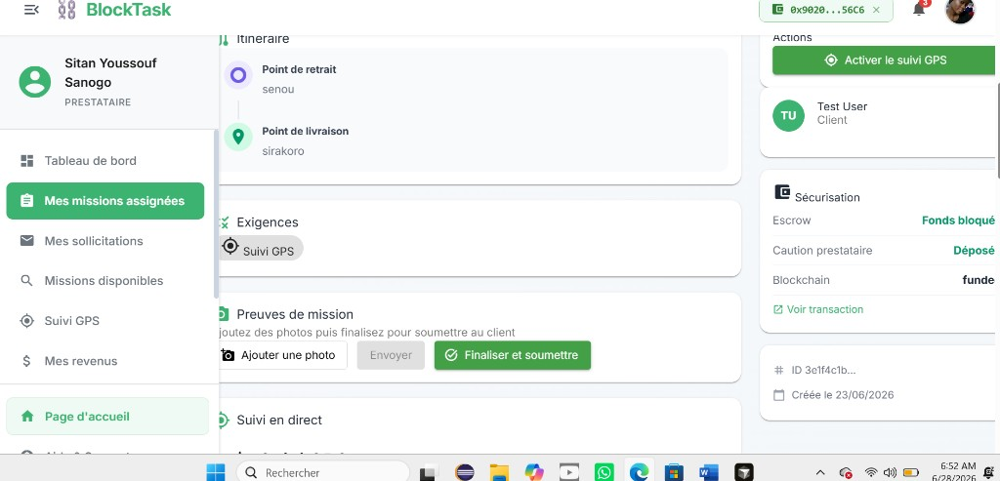 BlockTask
0x9020...56C6 ×
3
Sitan Youssouf
Sanogo
PRESTATAIRE
Tableau de bord
Mes missions assignées
Mes sollicitations
Missions disponibles
Suivi GPS
Mes revenus
Page d'accueil
Itinéraire
Point de retrait
senou
Point de livraison
sirakoro
Exigences
Suivi GPS
Preuves de mission
joutez des photos puis finalisez pour soumettre au client
Ajouter une photo
Envoyer
Finaliser et soumettre
Suivi en direct
Actions
Activer le suivi GPS
TU
Test User
Client
Sécurisation
Escrow Fonds bloqué
Caution prestataire Déposé
Blockchain funde
Voir transaction
# ID 3e1f4c1b...
Créée le 23/06/2026
Rechercher
6:52 AM
6/28/2026